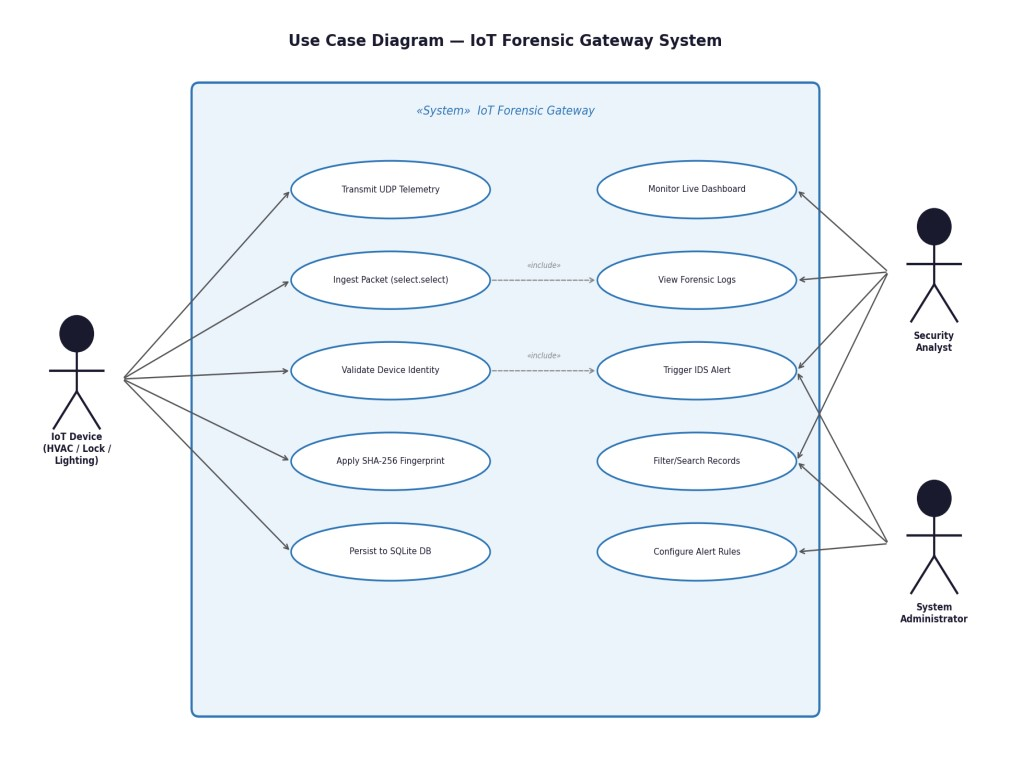 Use Case Diagram — IoT Forensic Gateway System
«System»  IoT Forensic Gateway
Transmit UDP Telemetry
Monitor Live Dashboard
Ingest Packet (select.select)
«include»
View Forensic Logs
Validate Device Identity
«include»
Trigger IDS Alert
Apply SHA-256 Fingerprint
Filter/Search Records
Persist to SQLite DB
Configure Alert Rules
IoT Device
(HVAC / Lock /
Lighting)
Security
Analyst
System
Administrator